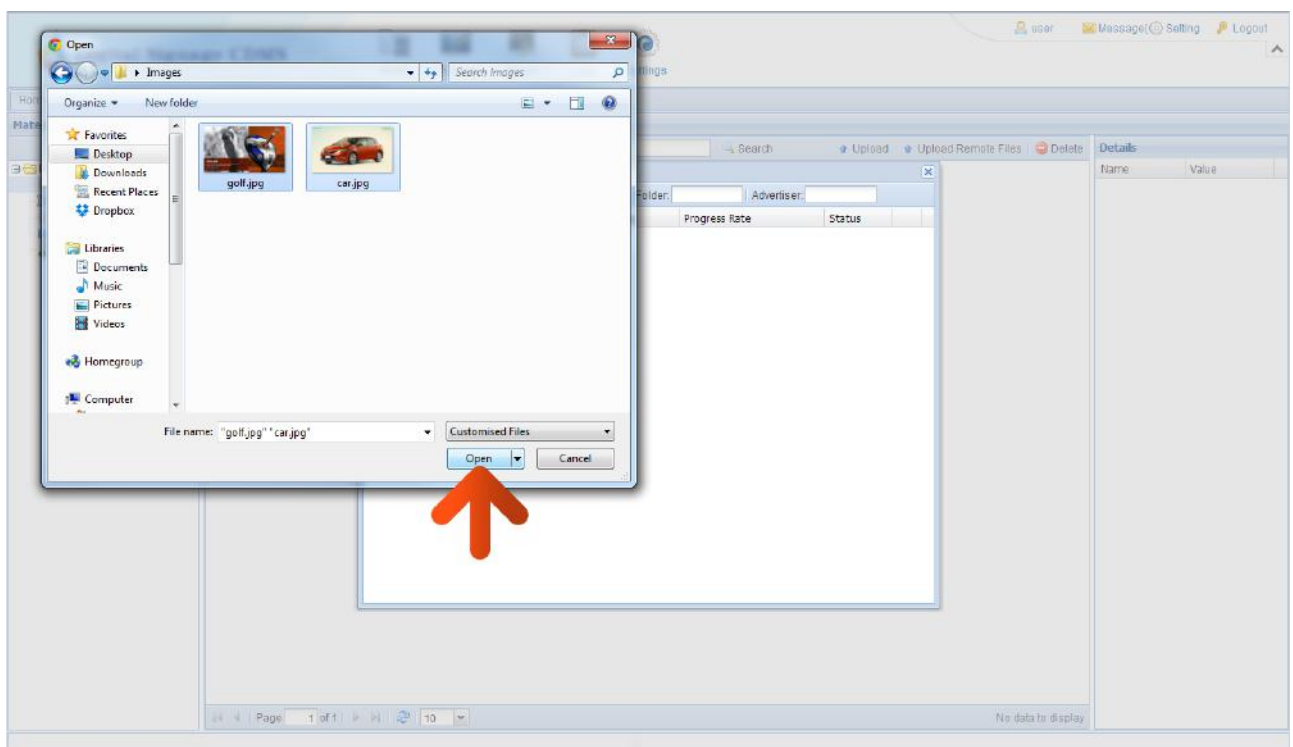 Open
user Message( Setting Logout
Images Search Images
Organize New folder
Favorites
Desktop
Downloads
Recent Places
Dropbox
Libraries
Documents
Music
Pictures
Videos
Homegroup
Computer
golf.jpg car.jpg
File name: "golf.jpg" "car.jpg" Customised Files
Open Cancel
Search Upload Upload Remote Files Delete
Folder: Advertiser:
Progress Rate Status
Details
Name Value
Page 1 of 1 10 No data to display